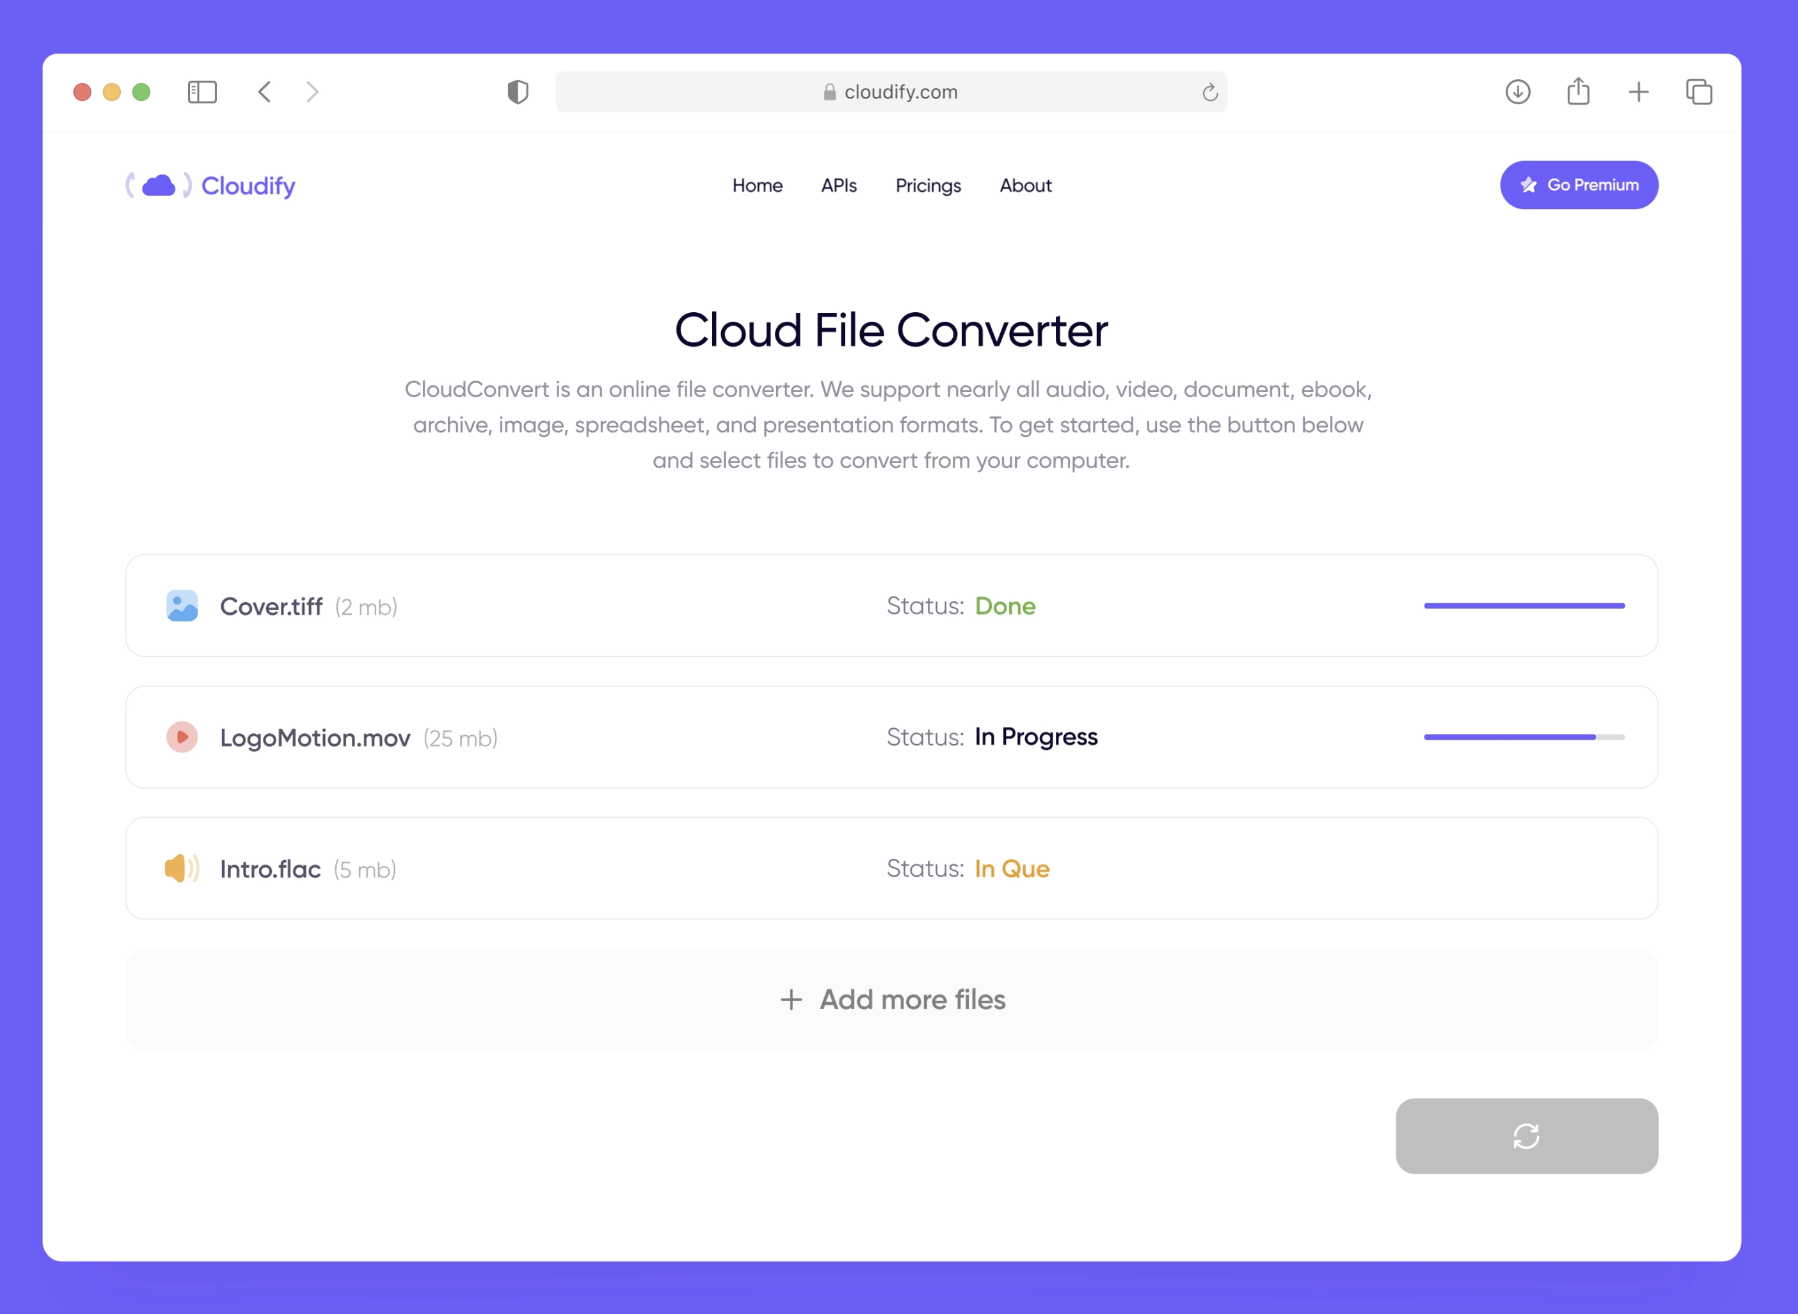 cloudify.com
Cloudify
Home APIs Pricings About
Go Premium
Cloud File Converter
CloudConvert is an online file converter. We support nearly all audio, video, document, ebook,
archive, image, spreadsheet, and presentation formats. To get started, use the button below
and select files to convert from your computer.
Cover.tiff (2 mb) Status: Done
LogoMotion.mov (25 mb) Status: In Progress
Intro.flac (5 mb) Status: In Que
Add more files